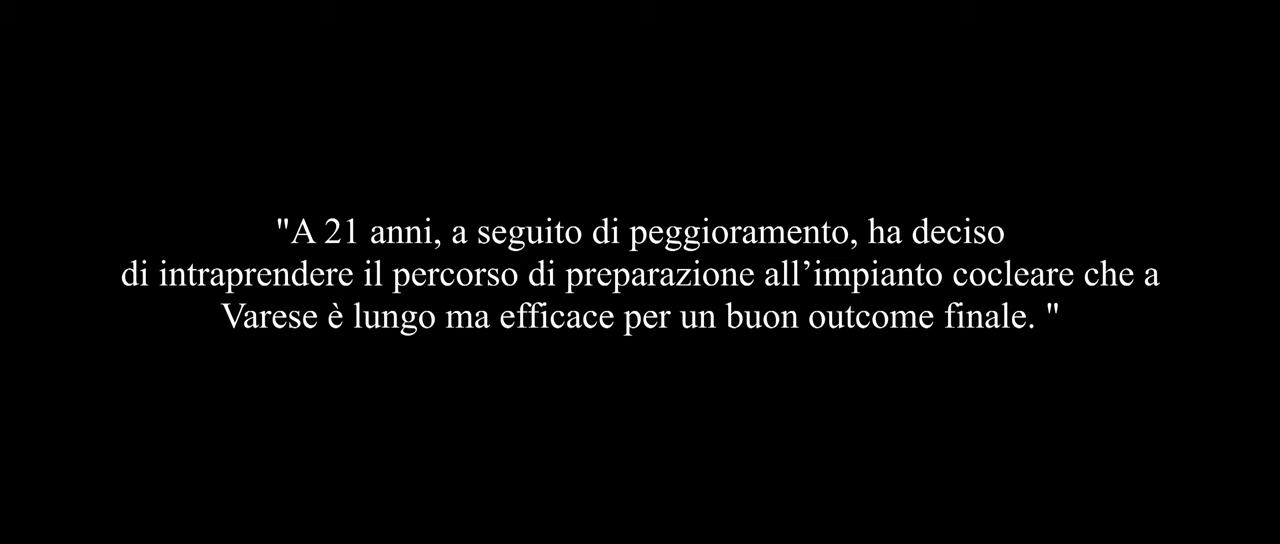 "A 21 anni, a seguito di peggioramento, ha deciso
di intraprendere il percorso di preparazione all’impianto cocleare che a
Varese è lungo ma efficace per un buon outcome finale. "